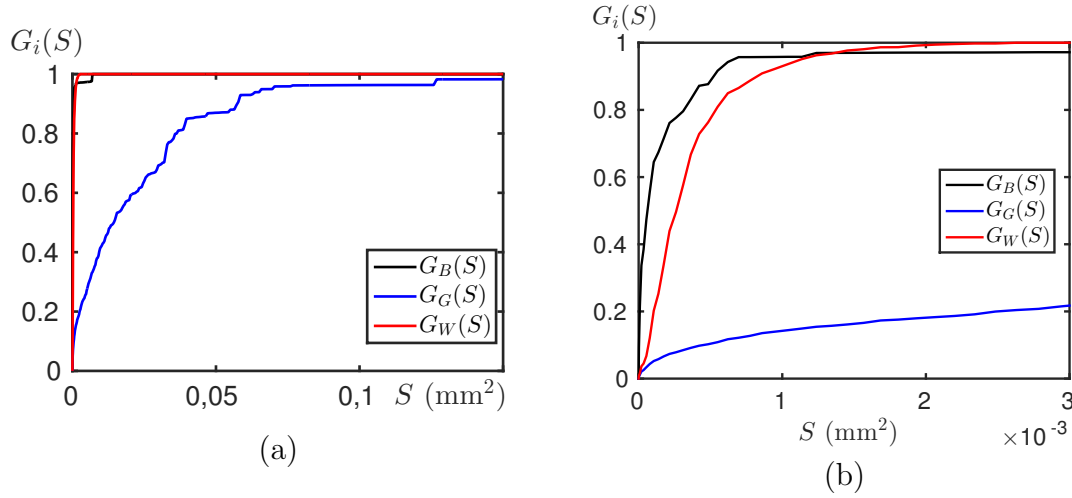 G_i(S)
1
0.8
0.6
0.4
0.2
0
0
0,05
0,1
S (mm²)
G_B(S)
G_G(S)
G_W(S)
(a)
G_i(S)
1
0.8
0.6
0.4
0.2
0
0
1
2
3
S (mm²)
×10⁻³
G_B(S)
G_G(S)
G_W(S)
(b)